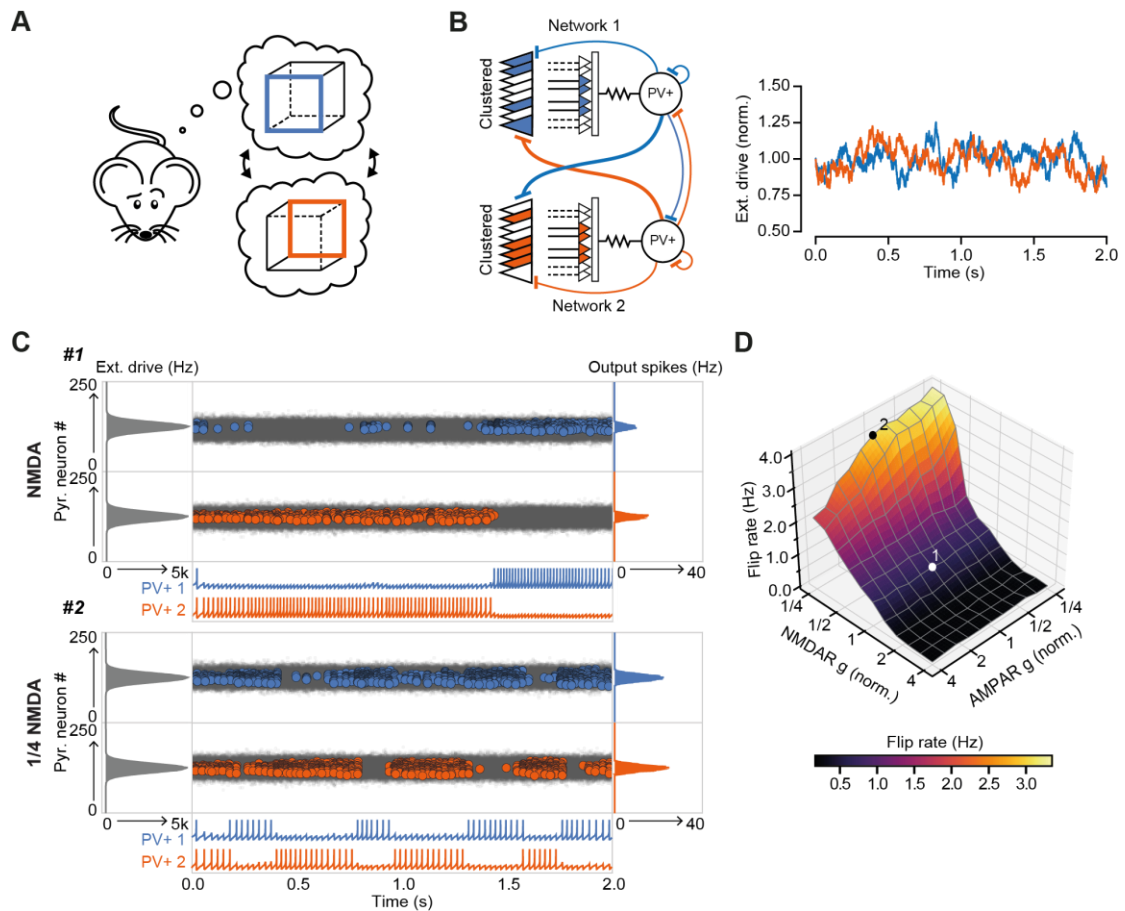 A
B
Network 1
Clustered
PV+
Clustered
PV+
Network 2
Ext. drive (norm.)
1.50
1.25
1.00
0.75
0.50
0.0 0.5 1.0 1.5 2.0
Time (s)
C
#1
Ext. drive (Hz)
Output spikes (Hz)
NMDA
Pyr. neuron #
250
0
250
0
0 5k
0 40
PV+ 1
PV+ 2
#2
1/4 NMDA
Pyr. neuron #
250
0
250
0
0 5k
0 40
PV+ 1
PV+ 2
0.0 0.5 1.0 1.5 2.0
Time (s)
D
2
1
Flip rate (Hz)
4.0
3.0
2.0
1.0
0.0
1/4 1/2 1 2 4
NMDAR g (norm.)
4 2 1 1/2 1/4
AMPAR g (norm.)
Flip rate (Hz)
0.5 1.0 1.5 2.0 2.5 3.0